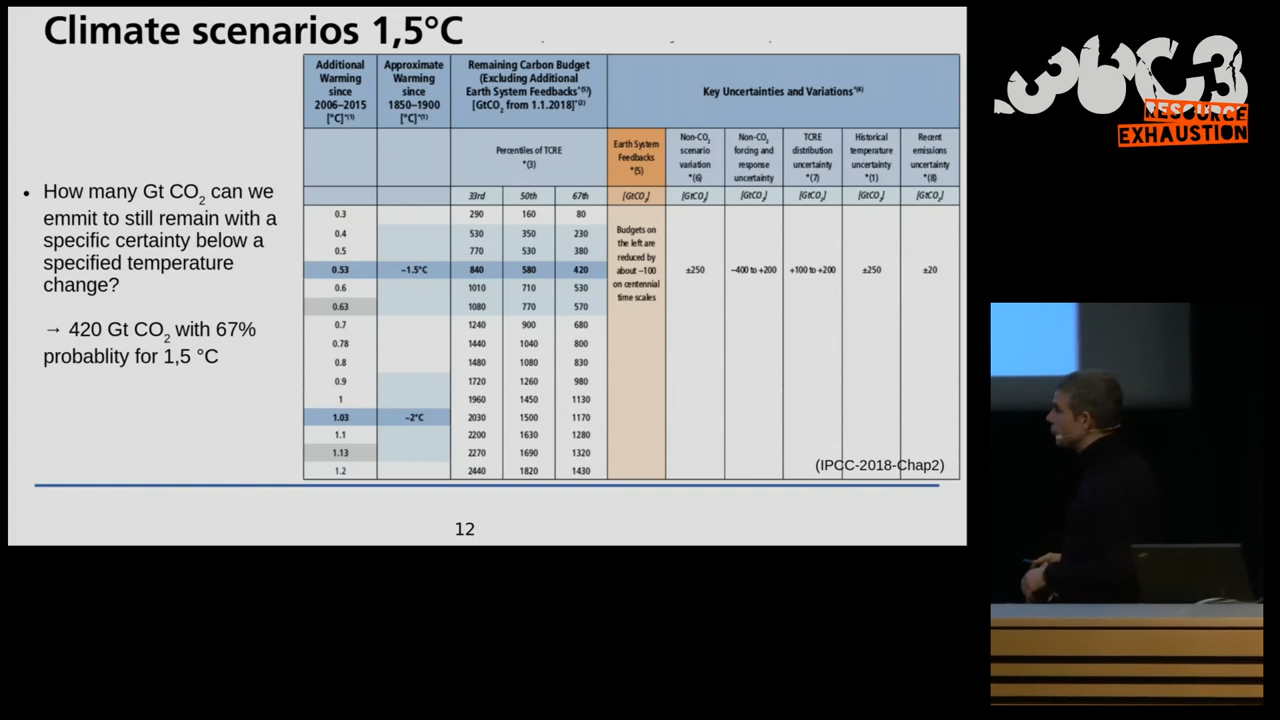 Climate scenarios 1,5°C
• How many Gt CO2 can we
emmit to still remain with a
specific certainty below a
specified temperature
change?
→ 420 Gt CO2 with 67%
probablity for 1,5 °C
Additional Warming since 2006–2015 [°C]*(1)
Approximate Warming since 1850–1900 [°C]*(1)
Remaining Carbon Budget (Excluding Additional Earth System Feedbacks*(5)) [GtCO2 from 1.1.2018]*(2)
Key Uncertainties and Variations*(4)
Percentiles of TCRE *(3)
Earth System Feedbacks *(5)
Non-CO2 scenario variation *(6)
Non-CO2 forcing and response uncertainty
TCRE distribution uncertainty *(7)
Historical temperature uncertainty *(1)
Recent emissions uncertainty *(8)
33rd 50th 67th [GtCO2] [GtCO2] [GtCO2] [GtCO2] [GtCO2] [GtCO2]
0.3 290 160 80
0.4 530 350 230
0.5 770 530 380
0.53 ~1.5°C 840 580 420
0.6 1010 710 530
0.63 1080 770 570
0.7 1240 900 680
0.78 1440 1040 800
0.8 1480 1080 830
0.9 1720 1260 980
1 1960 1450 1130
1.03 ~2°C 2030 1500 1170
1.1 2200 1630 1280
1.13 2270 1690 1320
1.2 2440 1820 1430
Budgets on
the left are
reduced by
about –100
on centennial
time scales
±250 –400 to +200 +100 to +200 ±250 ±20
(IPCC-2018-Chap2)
12
36C3
RESOURCE
EXHAUSTION